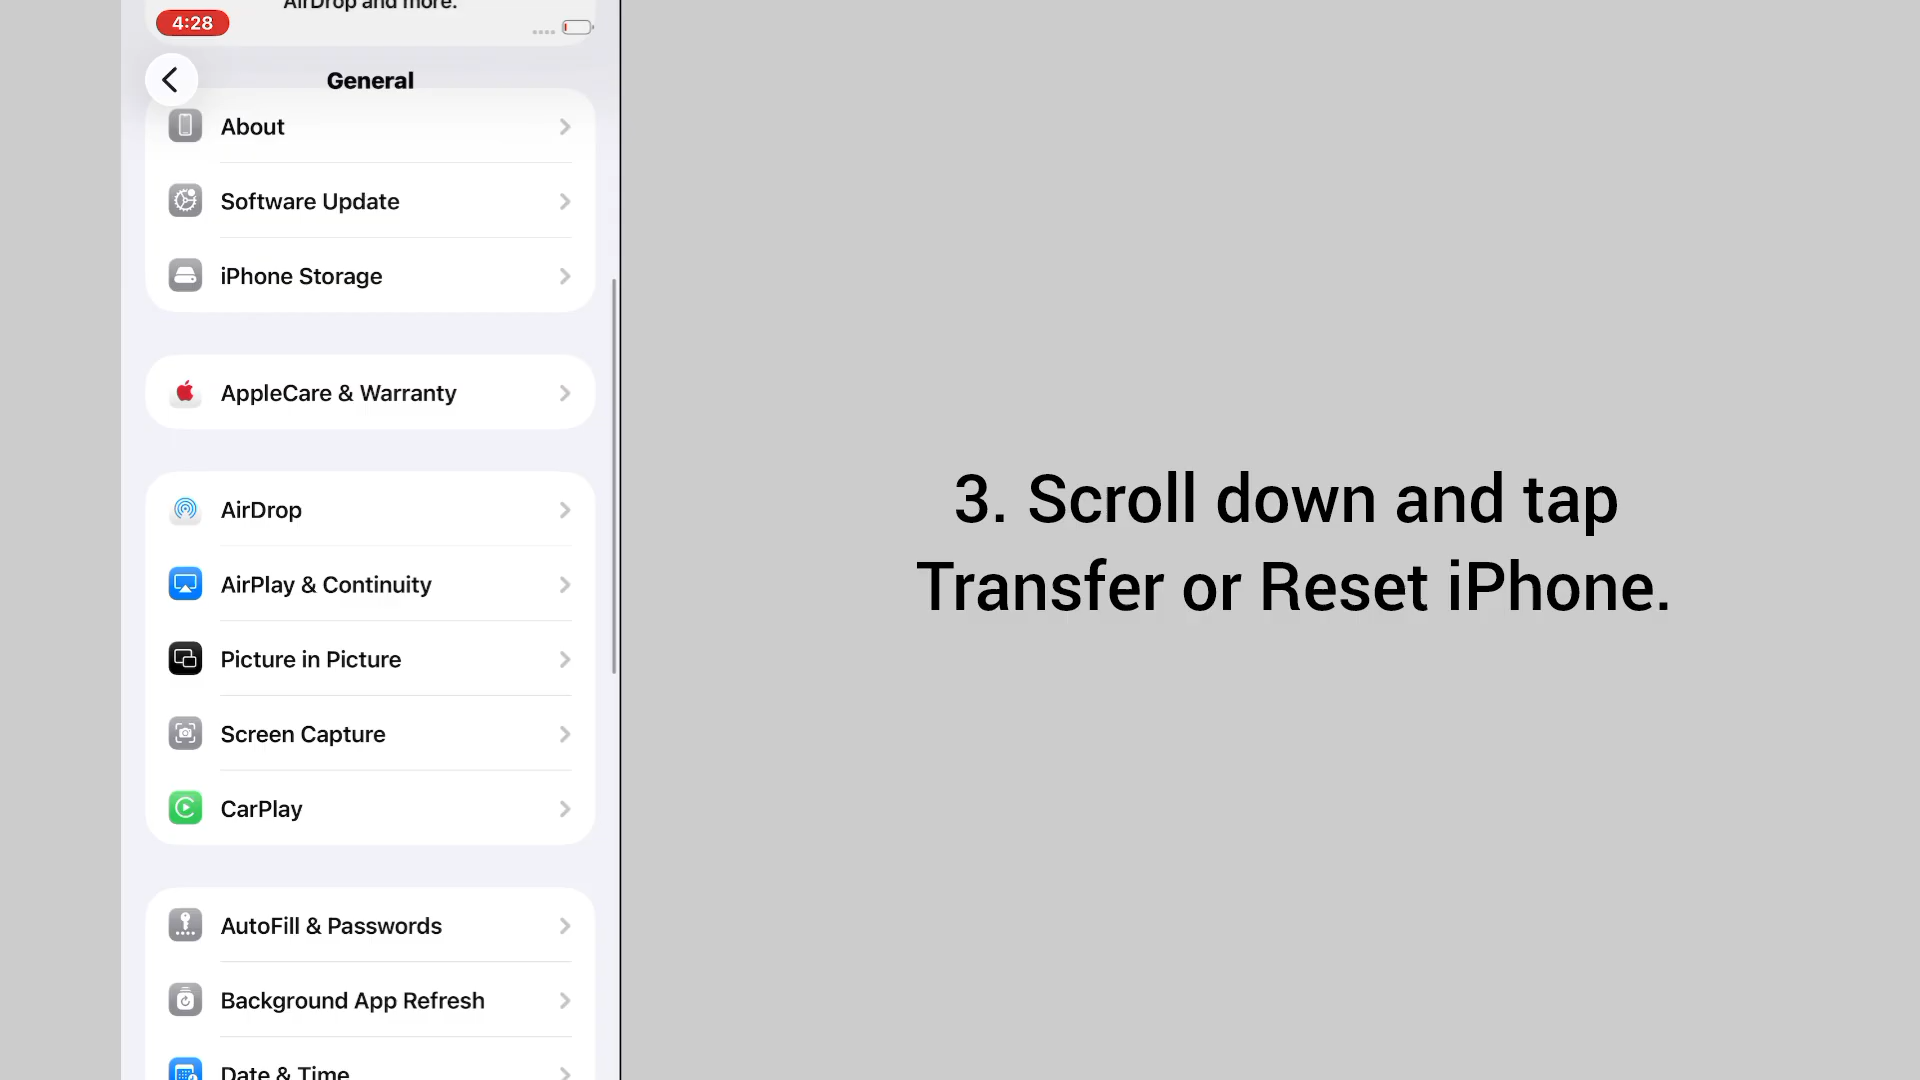 AirDrop and more.
4:28
General
About
Software Update
iPhone Storage
AppleCare & Warranty
AirDrop
AirPlay & Continuity
Picture in Picture
Screen Capture
CarPlay
AutoFill & Passwords
Background App Refresh
Date & Time
3. Scroll down and tap
Transfer or Reset iPhone.